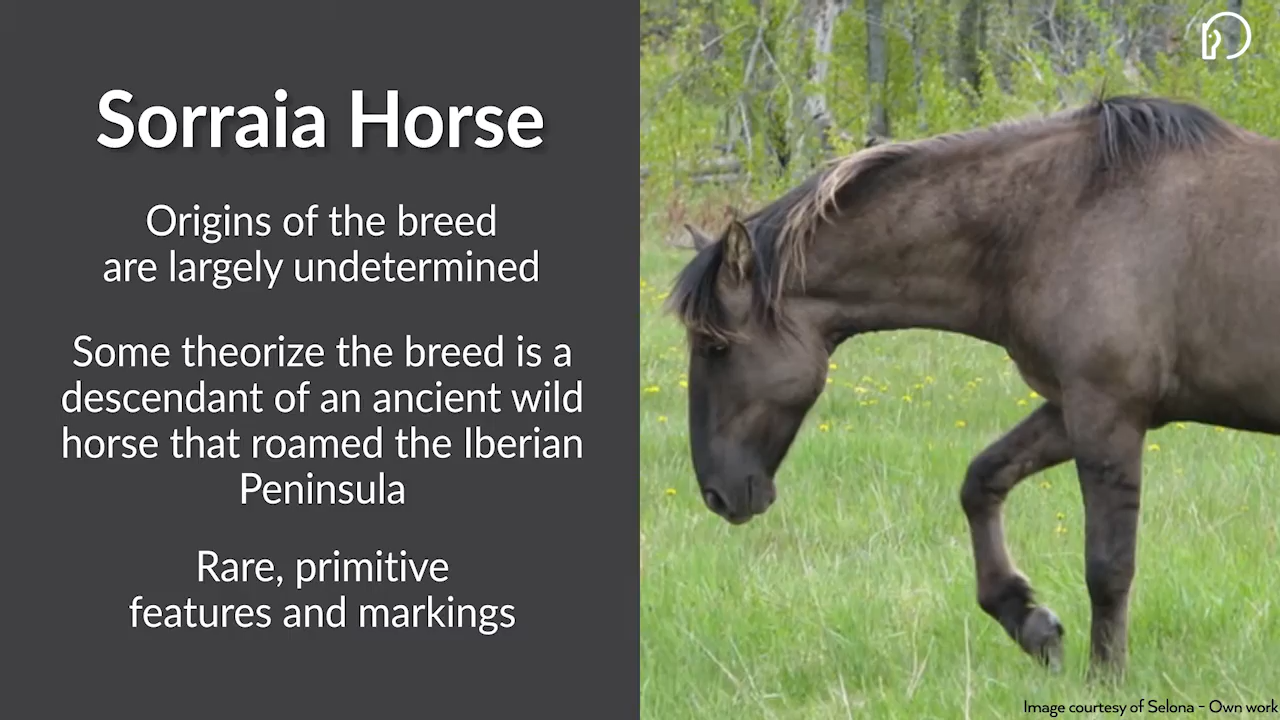 Sorraia Horse
Origins of the breed
are largely undetermined
Some theorize the breed is a
descendant of an ancient wild
horse that roamed the Iberian
Peninsula
Rare, primitive
features and markings
Image courtesy of Selona - Own work